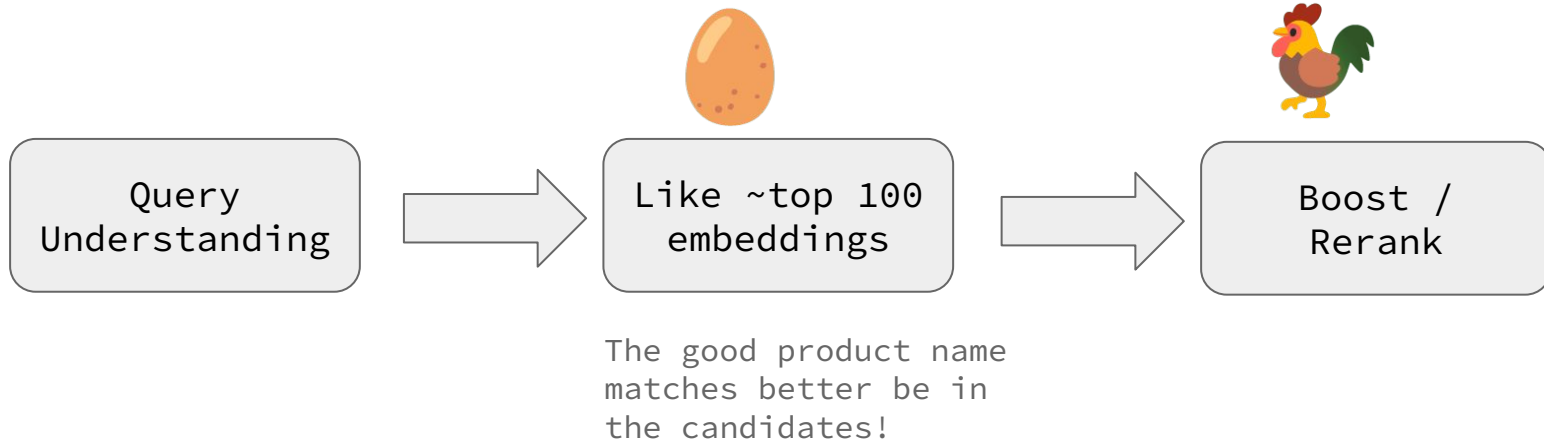 Query
Understanding
Like ~top 100
embeddings
Boost /
Rerank
The good product name
matches better be in
the candidates!